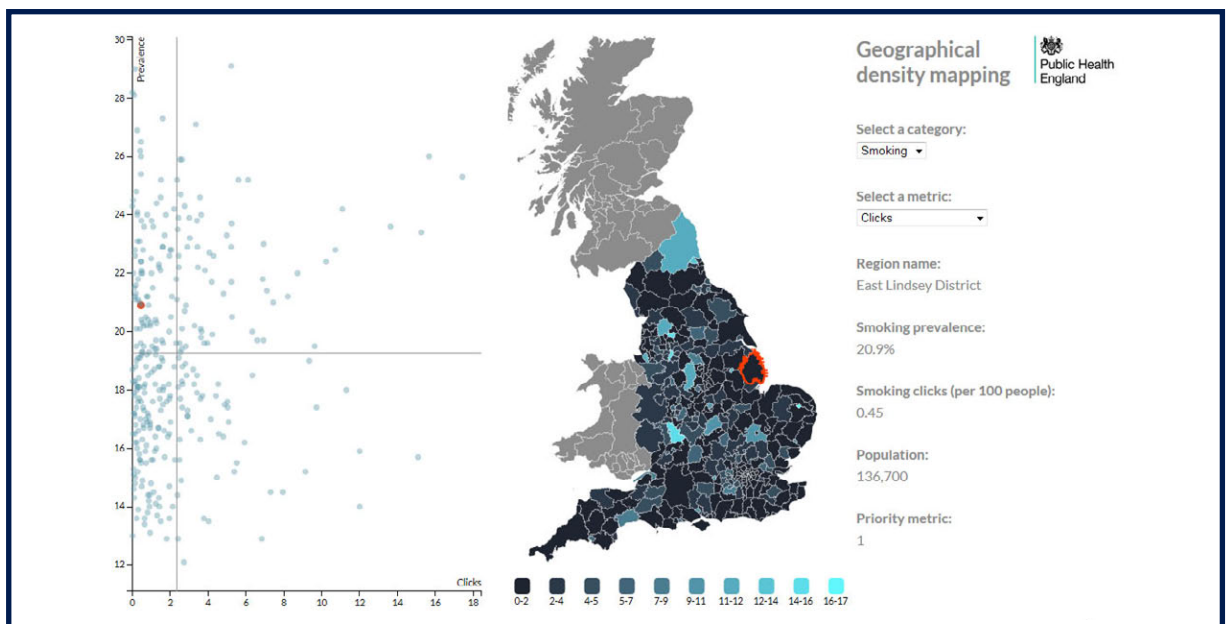 30
28
26
24
22
20
18
16
14
12
Prevalence
Clicks
0 2 4 6 8 10 12 14 16 18
0-2 2-4 4-5 5-7 7-9 9-11 11-12 12-14 14-16 16-17
Geographical
density mapping
Public Health
England
Select a category:
Smoking
Select a metric:
Clicks
Region name:
East Lindsey District
Smoking prevalence:
20.9%
Smoking clicks (per 100 people):
0.45
Population:
136,700
Priority metric:
1